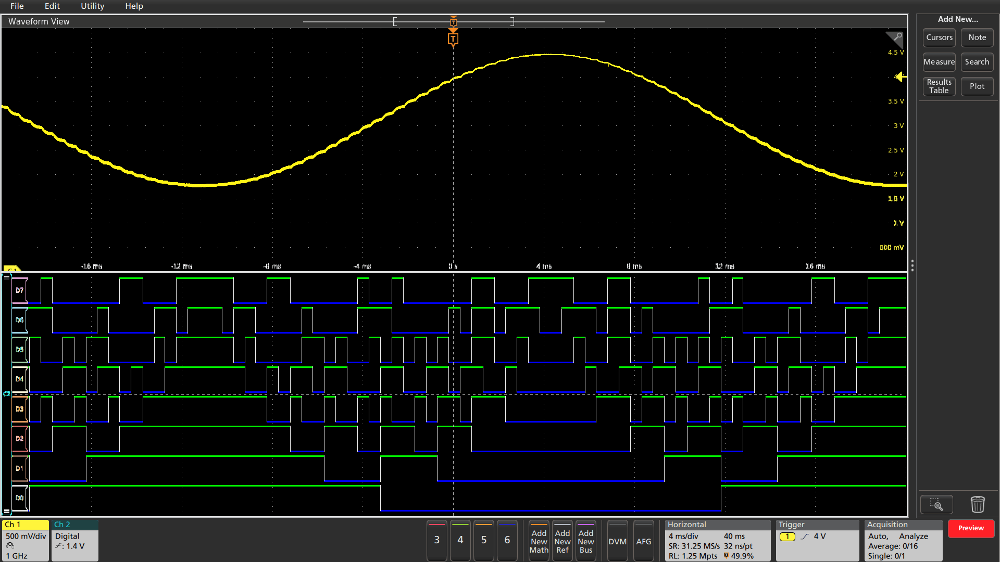 File Edit Utility Help
Waveform View
Add New...
Cursors Note
Measure Search
Results Table Plot
T
T
4.5 V
3.5 V
3 V
2.5 V
2 V
1.5 V
1 V
500 mV
-16 ms -12 ms -8 ms -4 ms 0 s 4 ms 8 ms 12 ms 16 ms
D7
D6
D5
D4
C2
D3
D2
D1
D0
Ch 1
500 mV/div
1 GHz
Ch 2
Digital
: 1.4 V
3 4 5 6
Add New Math
Add New Ref
Add New Bus
DVM AFG
Horizontal
4 ms/div 40 ms
SR: 31.25 MS/s 32 ns/pt
RL: 1.25 Mpts 49.9%
Trigger
1 4 V
Acquisition
Auto, Analyze
Average: 0/16
Single: 0/1
Preview